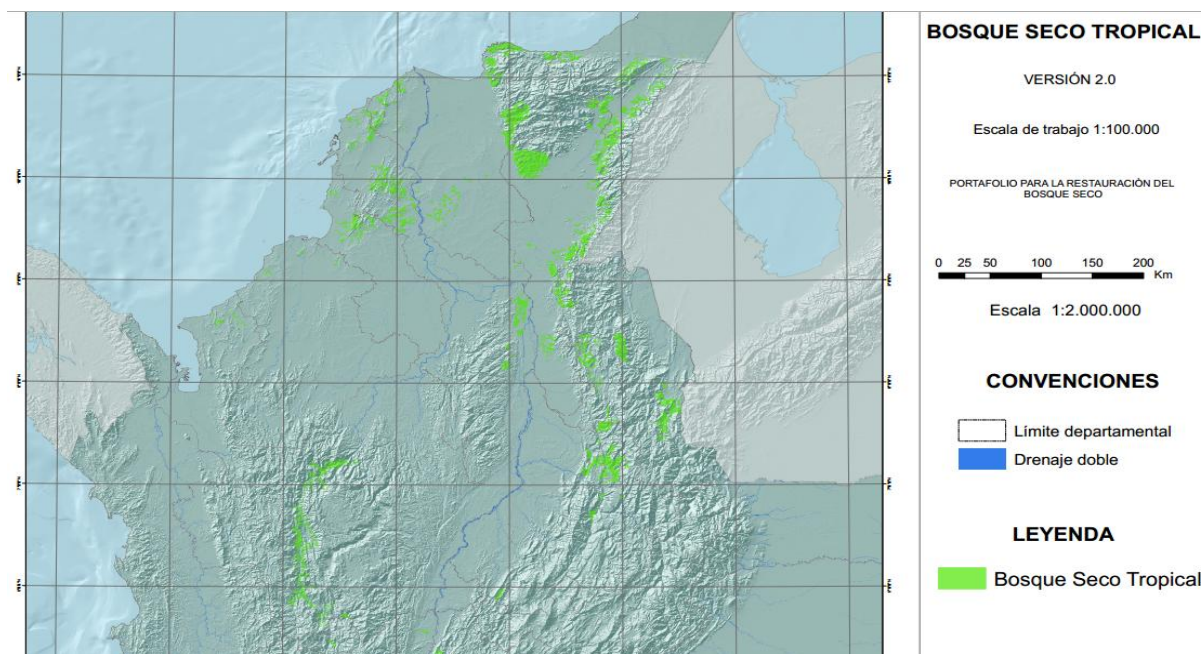 BOSQUE SECO TROPICAL
VERSIÓN 2.0
Escala de trabajo 1:100.000
PORTAFOLIO PARA LA RESTAURACIÓN DEL
BOSQUE SECO
0 25 50 100 150 200
Km
Escala 1:2.000.000
CONVENCIONES
Limite departamental
Drenaje doble
LEYENDA
Bosque Seco Tropical